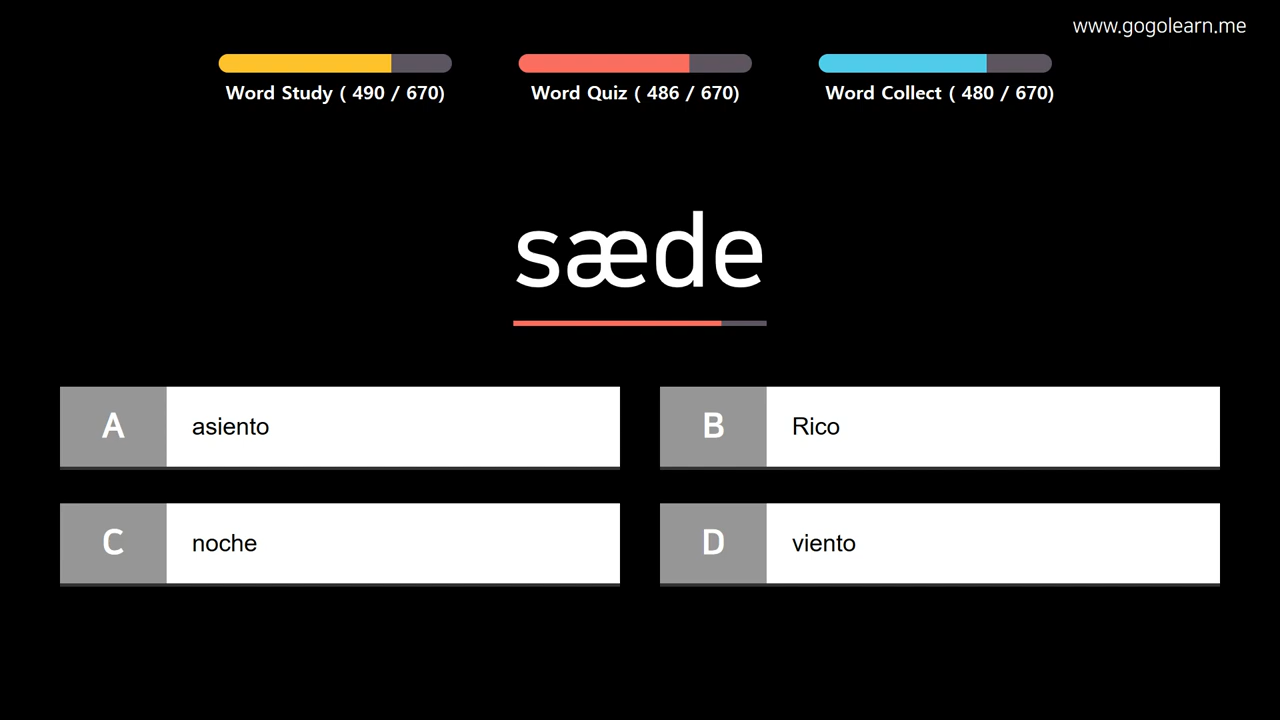 www.gogolearn.me
Word Study ( 490 / 670)
Word Quiz ( 486 / 670)
Word Collect ( 480 / 670)
sæde
A asiento
B Rico
C noche
D viento